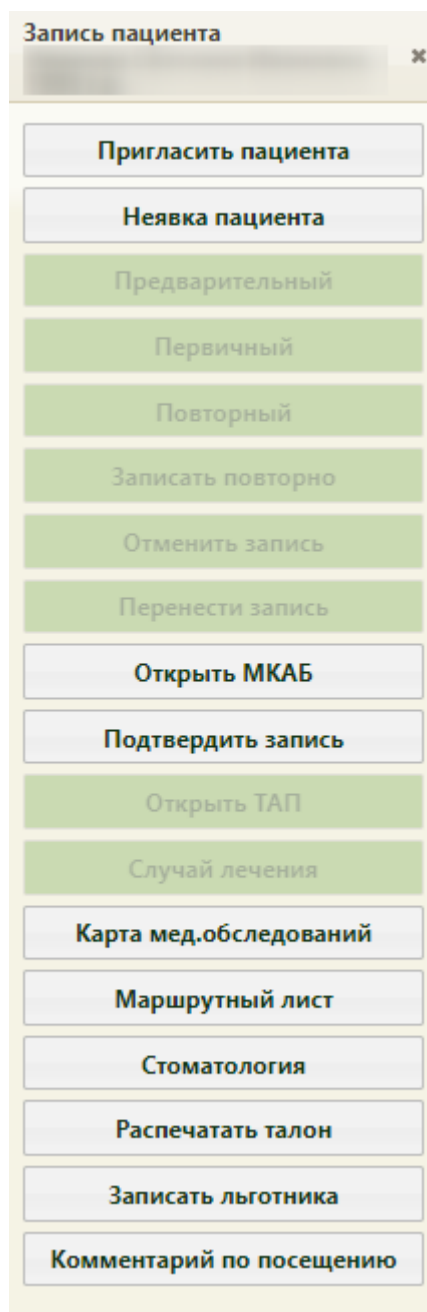 Запись пациента
Пригласить пациента
Неявка пациента
Предварительный
Первичный
Повторный
Записать повторно
Отменить запись
Перенести запись
Открыть МКАБ
Подтвердить запись
Открыть ТАП
Случай лечения
Карта мед.обследований
Маршрутный лист
Стоматология
Распечатать талон
Записать льготника
Комментарий по посещению